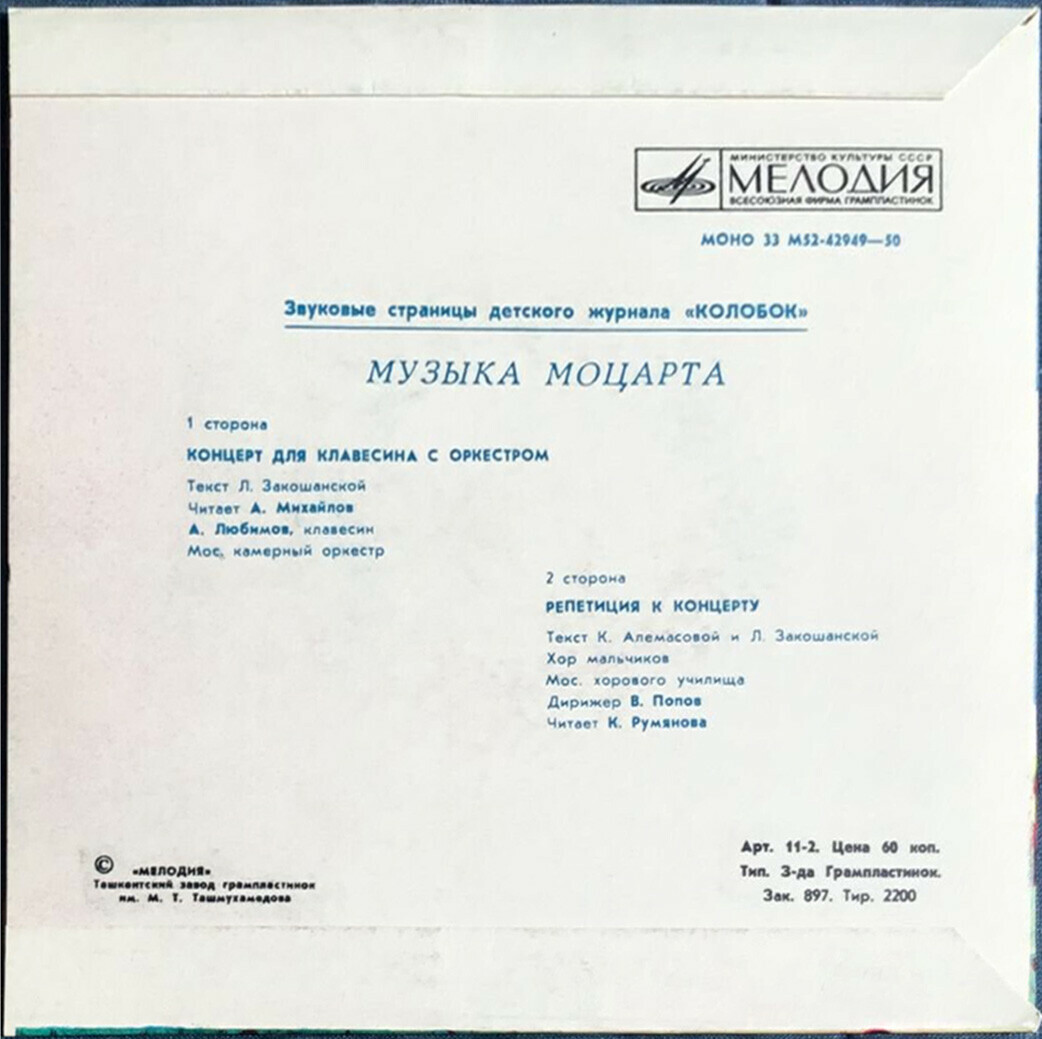 МИНИСТЕРСТВО КУЛЬТУРЫ СССР
МЕЛОДИЯ
ВСЕСОЮЗНАЯ ФИРМА ГРАМПЛАСТИНОК
МОНО 33 М52-42949—50
Звуковые страницы детского журнала «КОЛОБОК»
МУЗЫКА МОЦАРТА
1 сторона
КОНЦЕРТ ДЛЯ КЛАВЕСИНА С ОРКЕСТРОМ
Текст Л. Закошанской
Читает А. Михайлов
А. Любимов, клавесин
Мос. камерный оркестр
2 сторона
РЕПЕТИЦИЯ К КОНЦЕРТУ
Текст К. Алемасовой и Л. Закошанской
Хор мальчиков
Мос. хорового училища
Дирижер В. Попов
Читает К. Румянова
Арт. 11-2. Цена 60 коп.
Тип. З-да Грампластинок.
Зак. 897. Тир. 2200
© «МЕЛОДИЯ»
Ташкентский завод грампластинок
им. М. Т. Ташмухамедова